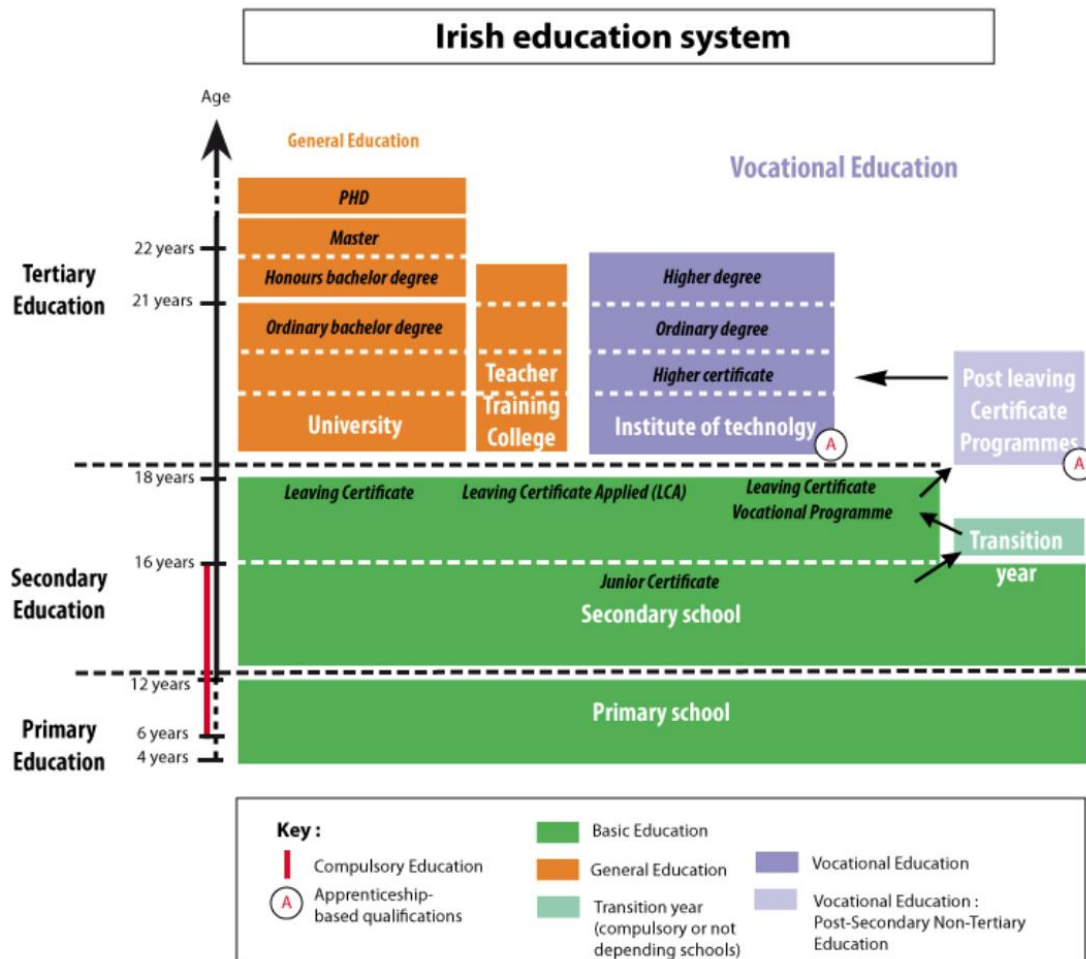 Irish education system
Age
General Education
Vocational Education
PHD
Master
22 years
Honours bachelor degree
Higher degree
Tertiary
Education
21 years
Ordinary bachelor degree
Ordinary degree
Teacher
Training
College
Higher certificate
Post leaving
Certificate
Programmes
University
Institute of technolgy
A
A
18 years
Leaving Certificate
Leaving Certificate Applied (LCA)
Leaving Certificate
Vocational Programme
Transition
year
16 years
Secondary
Education
Junior Certificate
Secondary school
12 years
Primary school
Primary
Education
6 years
4 years
Key :
Compulsory Education
A
Apprenticeship-
based qualifications
Basic Education
General Education
Transition year
(compulsory or not
depending schools)
Vocational Education
Vocational Education :
Post-Secondary Non-Tertiary
Education